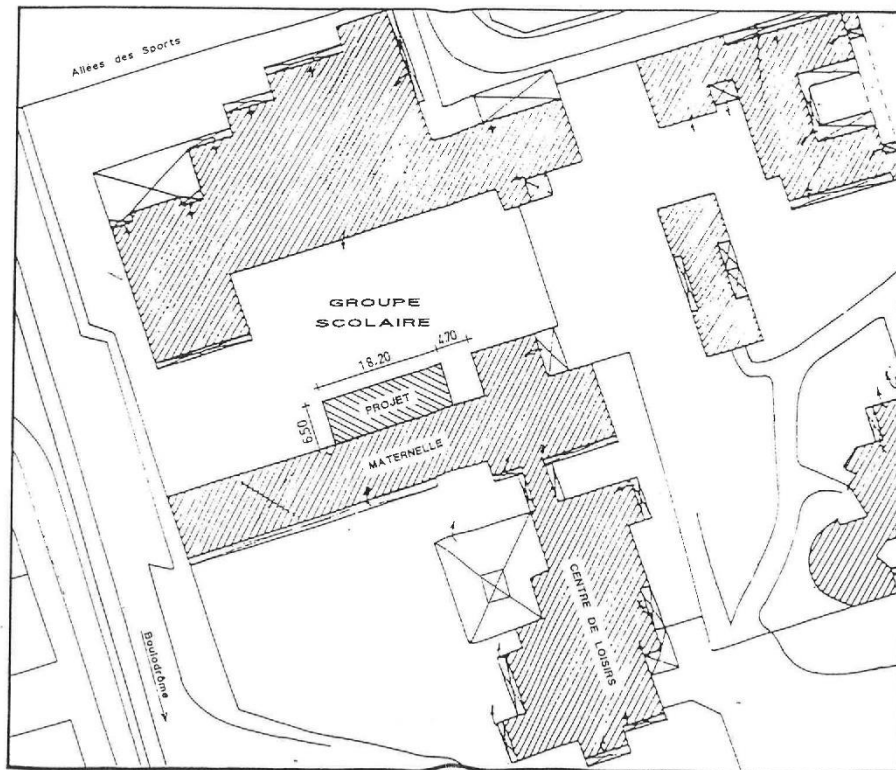 Allées des Sports
GROUPE
SCOLAIRE
18.20
4.70
6.50
PROJET
MATERNELLE
CENTRE DE LOISIRS
Boulodrôme